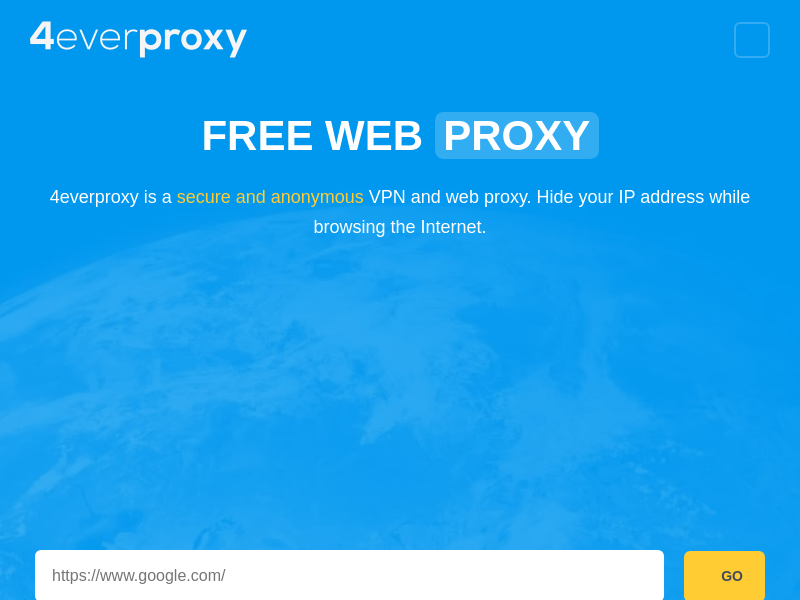 4everproxy
FREE WEB PROXY
4everproxy is a secure and anonymous VPN and web proxy. Hide your IP address while
browsing the Internet.
https://www.google.com/
GO